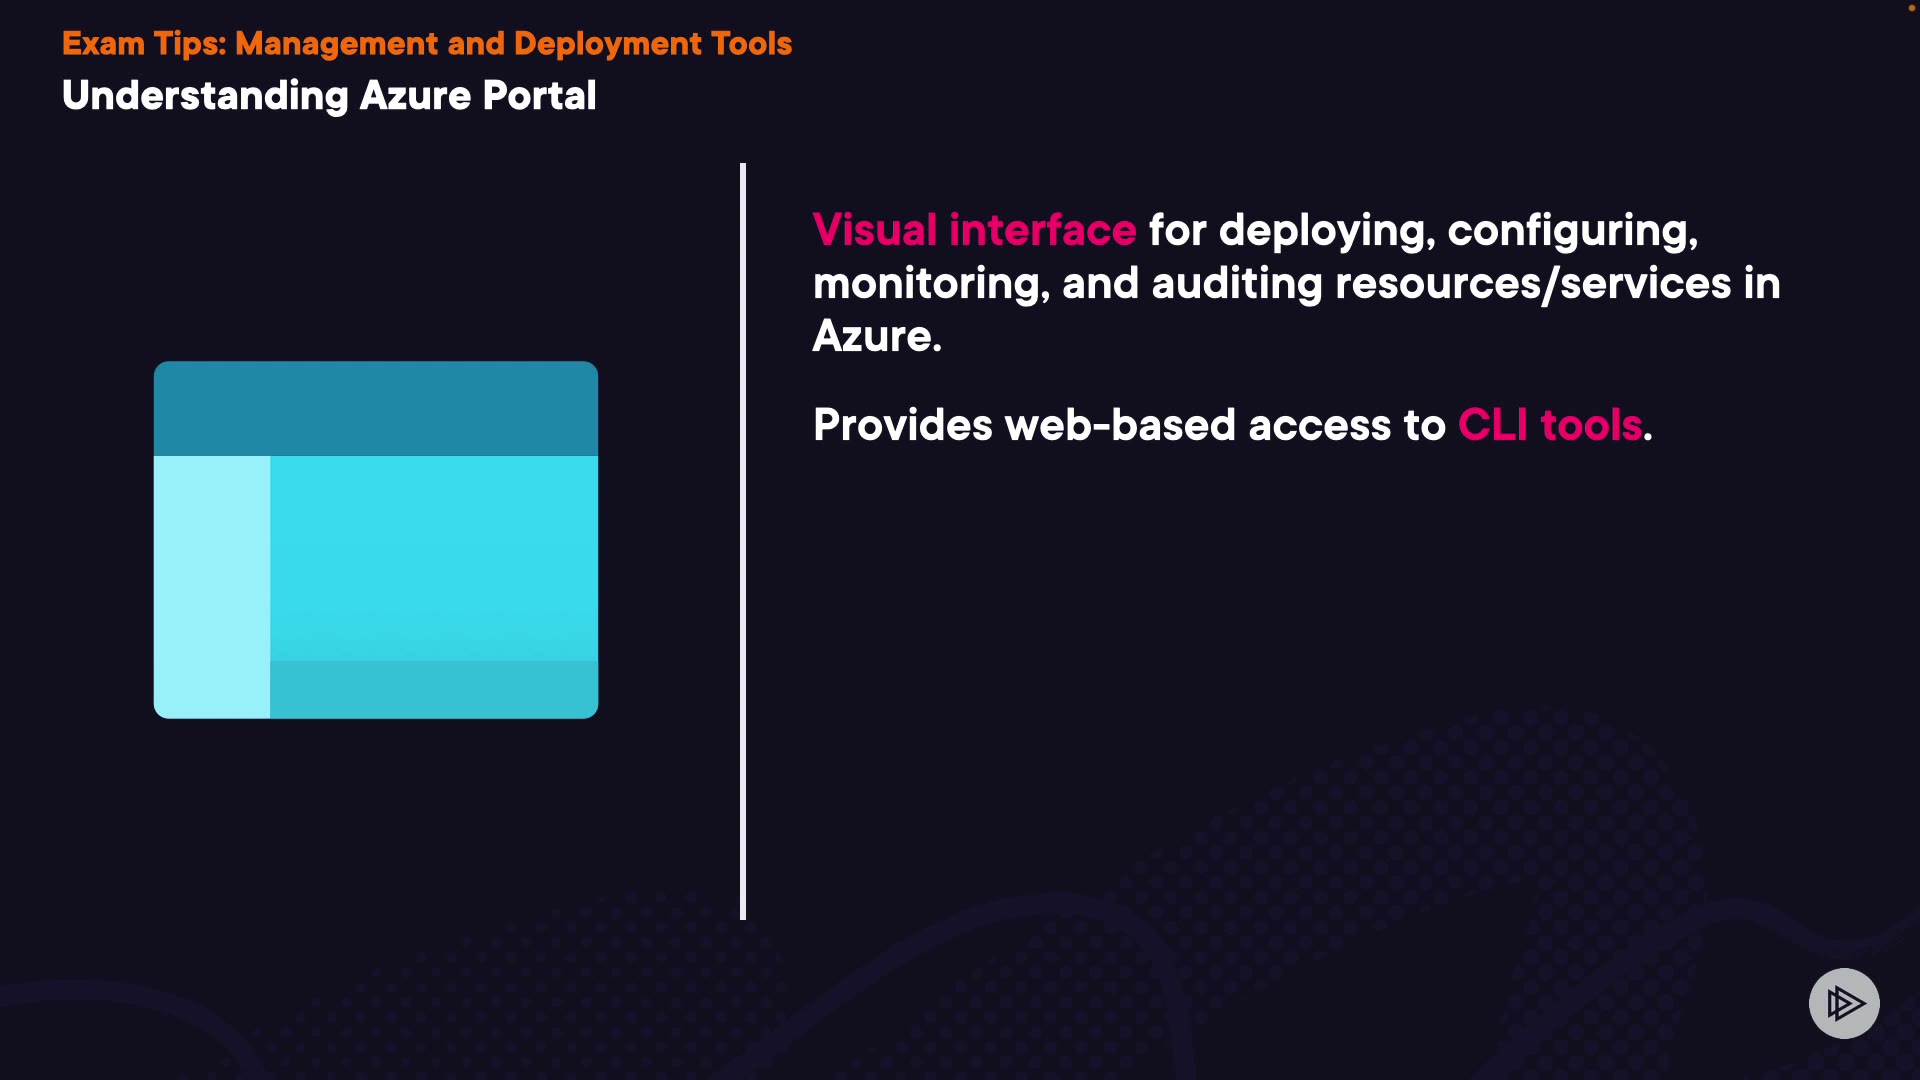 Exam Tips: Management and Deployment Tools
Understanding Azure Portal
Visual interface for deploying, configuring,
monitoring, and auditing resources/services in
Azure.
Provides web-based access to CLI tools.